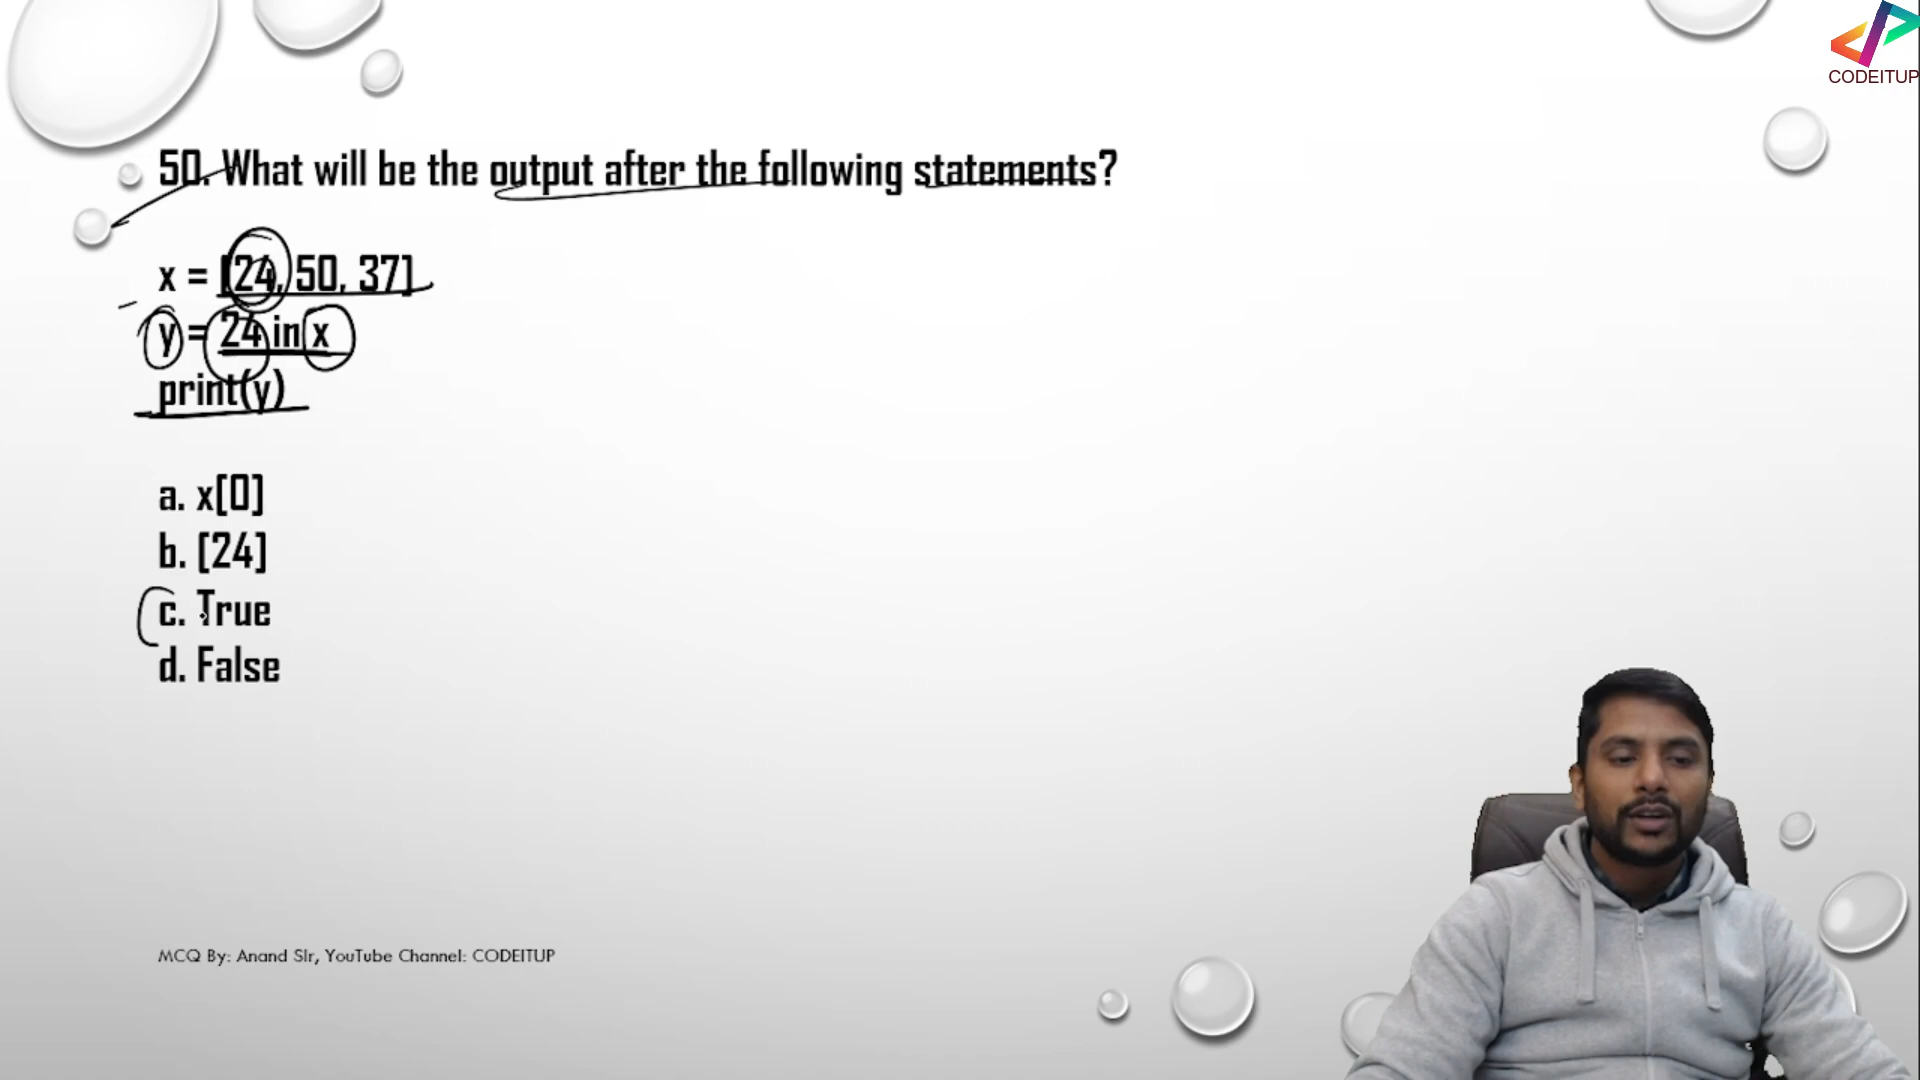 CODEITUP
50. What will be the output after the following statements?
x = [24, 50, 37]
y = 24 in x
print(y)
a. x[0]
b. [24]
c. True
d. False
MCQ By: Anand SIr, YouTube Channel: CODEITUP